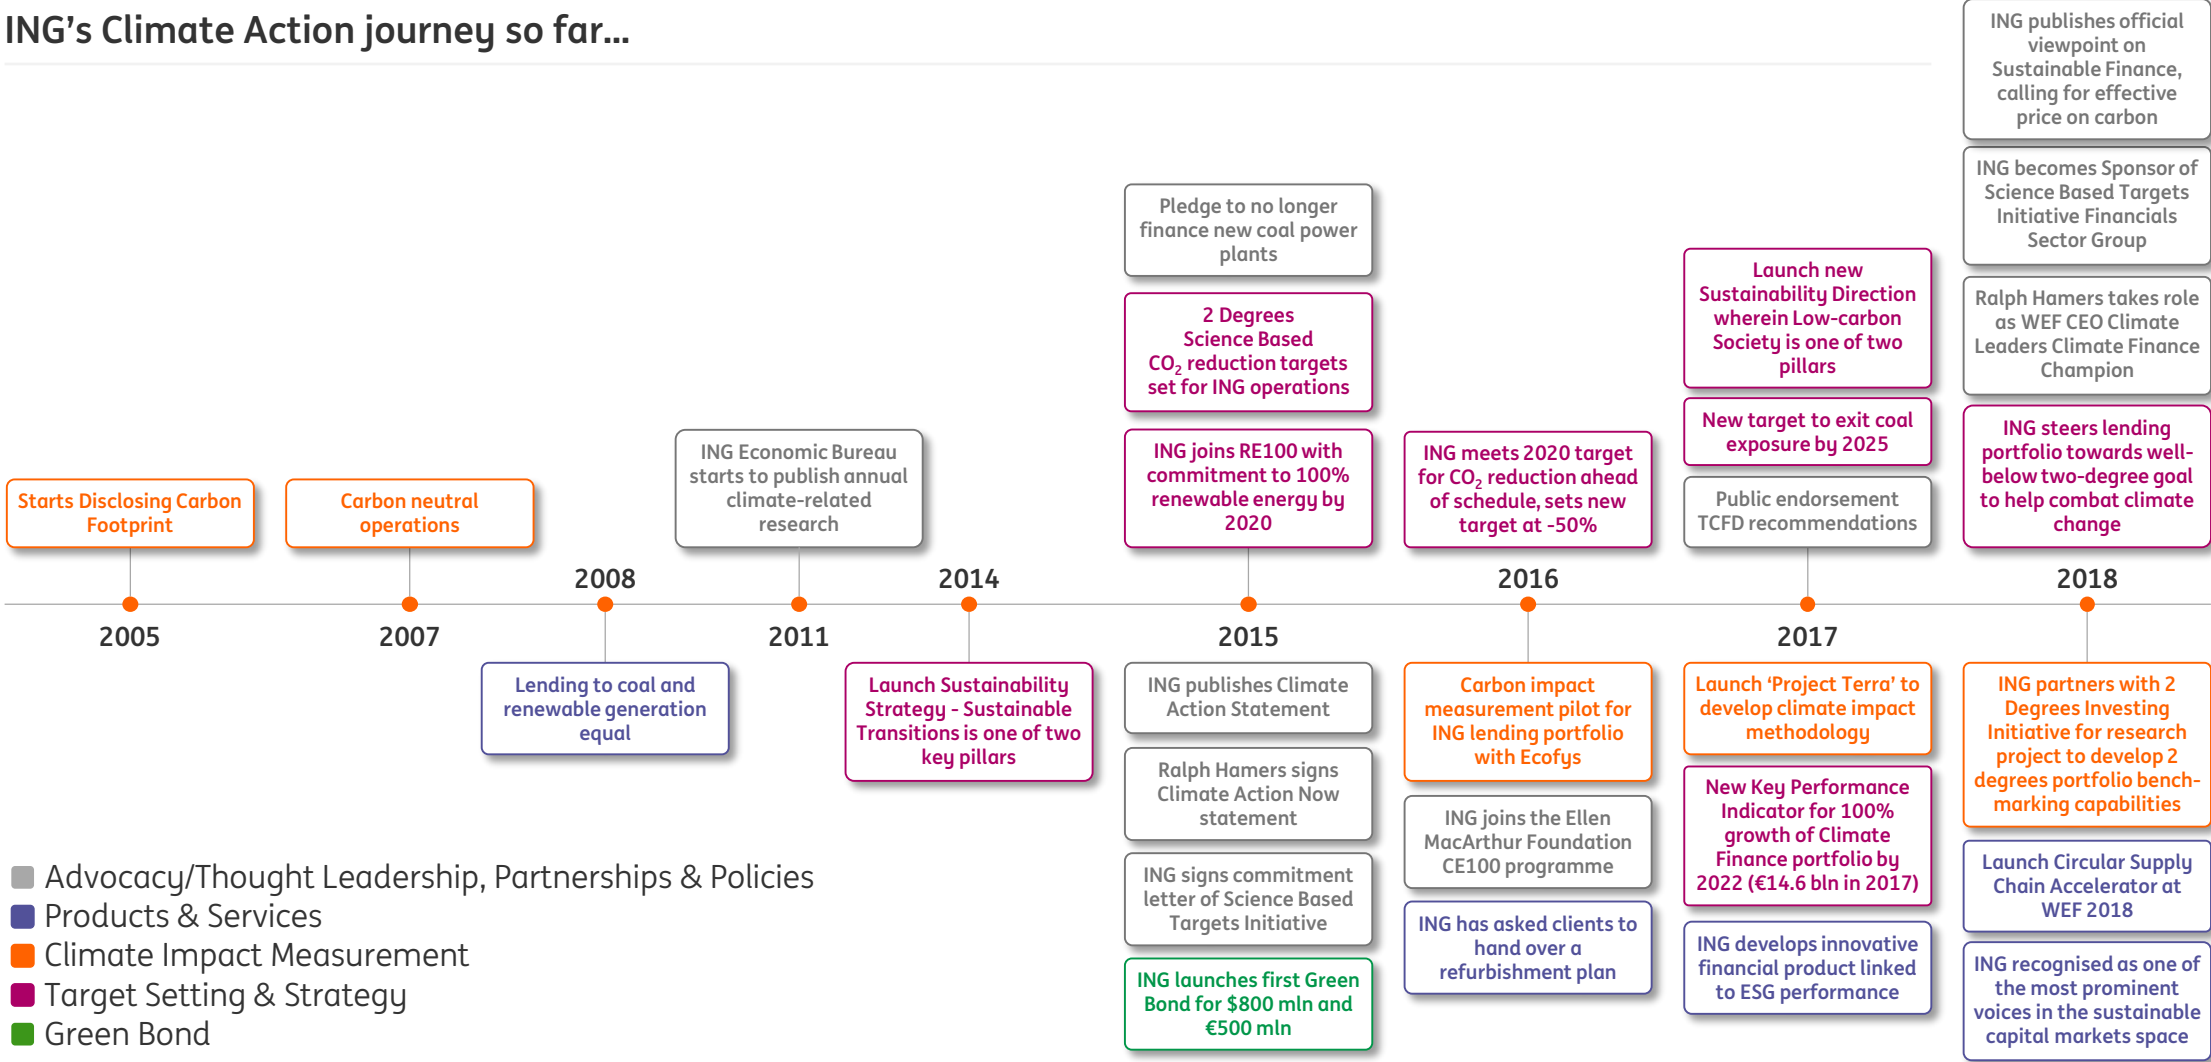 ING’s Climate Action journey so far...
Starts Disclosing Carbon
Footprint
2005
Carbon neutral
operations
2007
2008
Lending to coal and
renewable generation
equal
ING Economic Bureau
starts to publish annual
climate-related
research
2011
2014
Launch Sustainability
Strategy - Sustainable
Transitions is one of two
key pillars
Pledge to no longer
finance new coal power
plants
2 Degrees
Science Based
CO₂ reduction targets
set for ING operations
ING joins RE100 with
commitment to 100%
renewable energy by
2020
2015
ING publishes Climate
Action Statement
Ralph Hamers signs
Climate Action Now
statement
ING signs commitment
letter of Science Based
Targets Initiative
ING launches first Green
Bond for $800 mln and
€500 mln
ING meets 2020 target
for CO₂ reduction ahead
of schedule, sets new
target at -50%
2016
Carbon impact
measurement pilot for
ING lending portfolio
with Ecofys
ING joins the Ellen
MacArthur Foundation
CE100 programme
ING has asked clients to
hand over a
refurbishment plan
Launch new
Sustainability Direction
wherein Low-carbon
Society is one of two
pillars
New target to exit coal
exposure by 2025
Public endorsement
TCFD recommendations
2017
Launch ‘Project Terra’ to
develop climate impact
methodology
New Key Performance
Indicator for 100%
growth of Climate
Finance portfolio by
2022 (€14.6 bln in 2017)
ING develops innovative
financial product linked
to ESG performance
ING publishes official
viewpoint on
Sustainable Finance,
calling for effective
price on carbon
ING becomes Sponsor of
Science Based Targets
Initiative Financials
Sector Group
Ralph Hamers takes role
as WEF CEO Climate
Leaders Climate Finance
Champion
ING steers lending
portfolio towards well-
below two-degree goal
to help combat climate
change
2018
ING partners with 2
Degrees Investing
Initiative for research
project to develop 2
degrees portfolio bench-
marking capabilities
Launch Circular Supply
Chain Accelerator at
WEF 2018
ING recognised as one of
the most prominent
voices in the sustainable
capital markets space
Advocacy/Thought Leadership, Partnerships & Policies
Products & Services
Climate Impact Measurement
Target Setting & Strategy
Green Bond